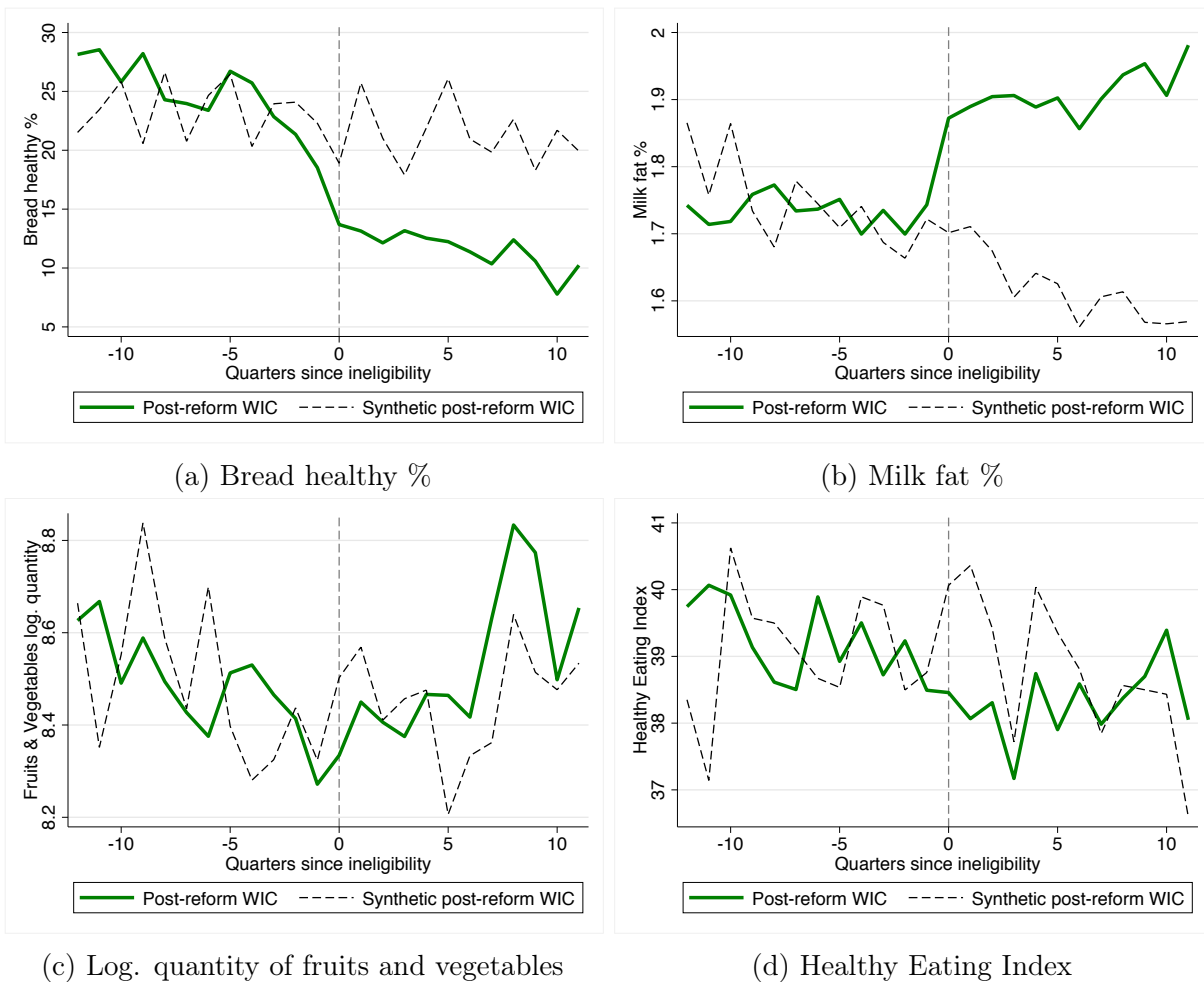 Bread healthy %
30
25
20
15
10
5
-10 -5 0 5 10
Quarters since ineligibility
Post-reform WIC Synthetic post-reform WIC
(a) Bread healthy %
Milk fat %
2
1.9
1.8
1.7
1.6
-10 -5 0 5 10
Quarters since ineligibility
Post-reform WIC Synthetic post-reform WIC
(b) Milk fat %
Fruits & Vegetables log. quantity
8.8
8.6
8.4
8.2
-10 -5 0 5 10
Quarters since ineligibility
Post-reform WIC Synthetic post-reform WIC
(c) Log. quantity of fruits and vegetables
Healthy Eating Index
41
40
39
38
37
-10 -5 0 5 10
Quarters since ineligibility
Post-reform WIC Synthetic post-reform WIC
(d) Healthy Eating Index